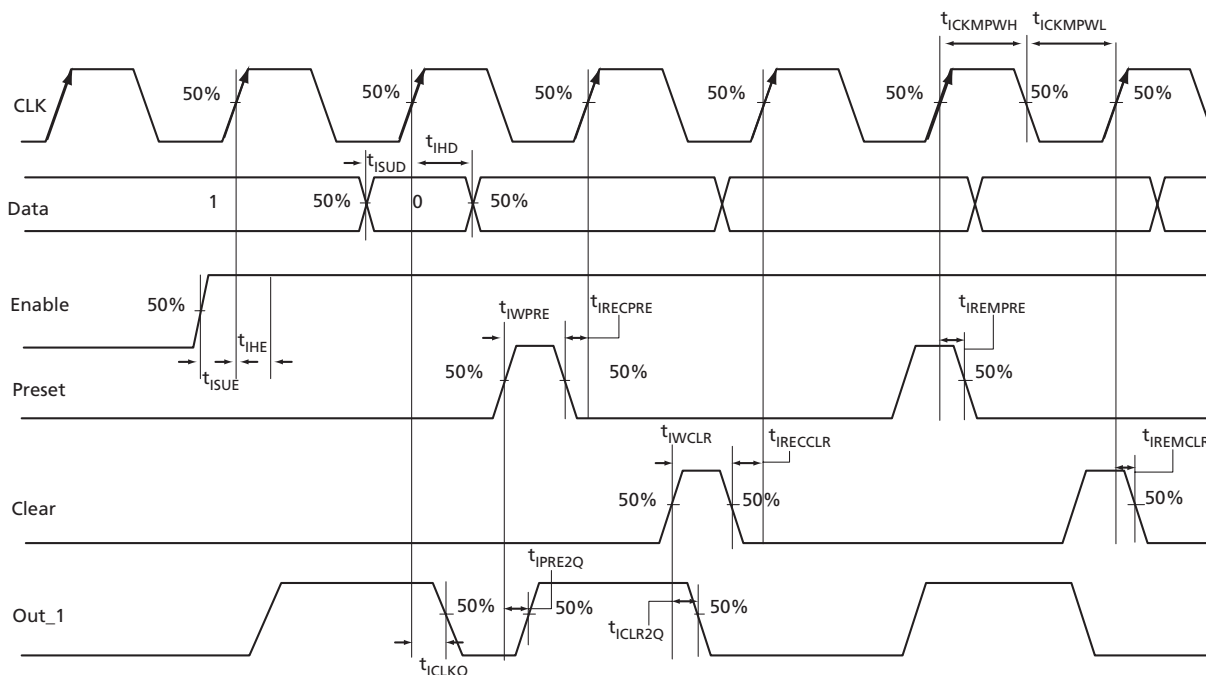 tICKMPWH tICKMPWL
CLK 50% 50% 50% 50% 50% 50% 50%
tISUD tIHD
Data 1 50% 0 50%
Enable 50%
tIWPRE tIRECPRE tIREMPRE
tIHE
tISUE
Preset 50% 50% 50%
tIWCLR tIRECCLR tIREMCLR
Clear 50% 50% 50%
tIPRE2Q
Out_1 50% 50% 50%
tICLR2Q
tICLKQ